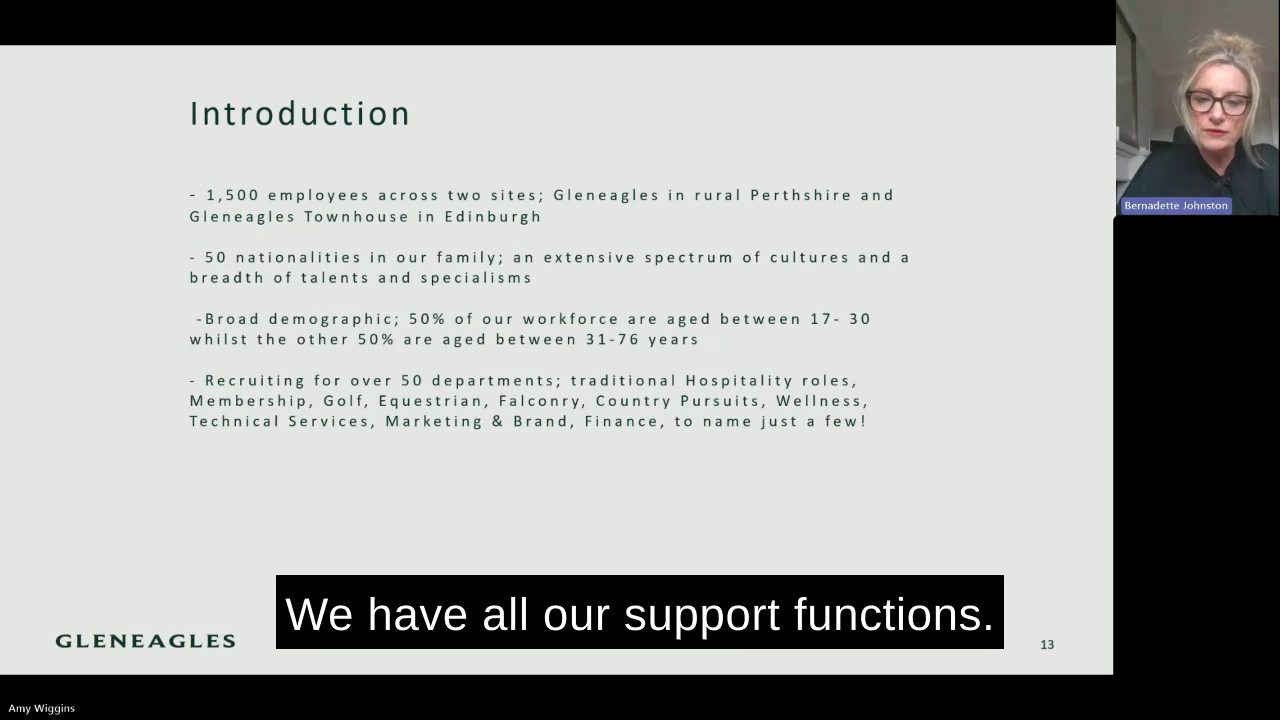 Introduction
- 1,500 employees across two sites; Gleneagles in rural Perthshire and
Gleneagles Townhouse in Edinburgh
- 50 nationalities in our family; an extensive spectrum of cultures and a
breadth of talents and specialisms
-Broad demographic; 50% of our workforce are aged between 17- 30
whilst the other 50% are aged between 31-76 years
- Recruiting for over 50 departments; traditional Hospitality roles,
Membership, Golf, Equestrian, Falconry, Country Pursuits, Wellness,
Technical Services, Marketing & Brand, Finance, to name just a few!
Bernadette Johnston
We have all our support functions.
GLENEAGLES
13
Amy Wiggins